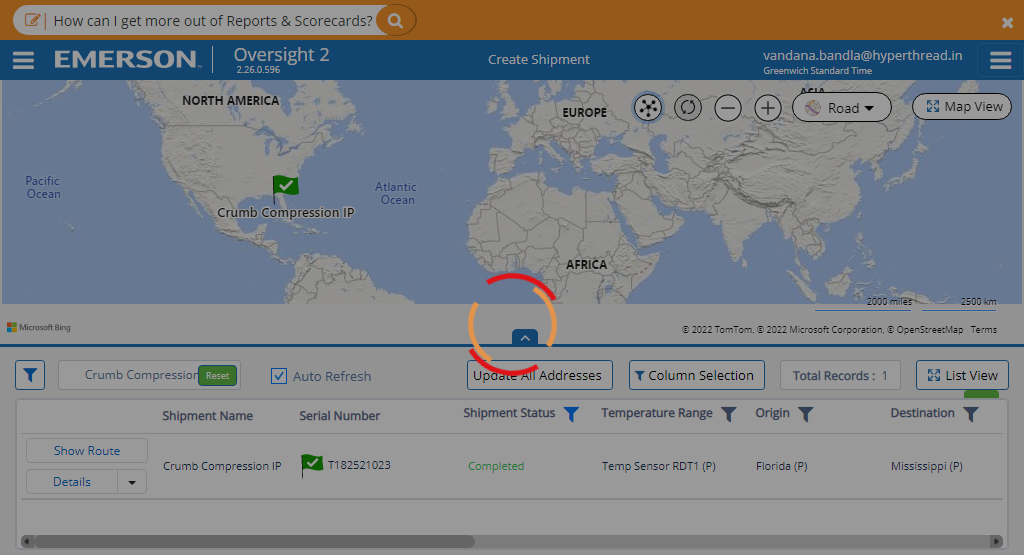 How can I get more out of Reports & Scorecards?
EMERSON
Oversight 2
2.26.0.596
Create Shipment
vandana.bandla@hyperthread.in
Greenwich Standard Time
NORTH AMERICA
EUROPE
ASIA
Road
Map View
Pacific
Ocean
Atlantic
Ocean
Crumb Compression IP
AFRICA
2000 miles
2500 km
Microsoft Bing
© 2022 TomTom, © 2022 Microsoft Corporation, © OpenStreetMap Terms
Crumb Compression
Reset
Auto Refresh
Update All Addresses
Column Selection
Total Records : 1
List View
Shipment Name
Serial Number
Shipment Status
Temperature Range
Origin
Destination
Show Route
Details
Crumb Compression IP
T182521023
Completed
Temp Sensor RDT1 (P)
Florida (P)
Mississippi (P)